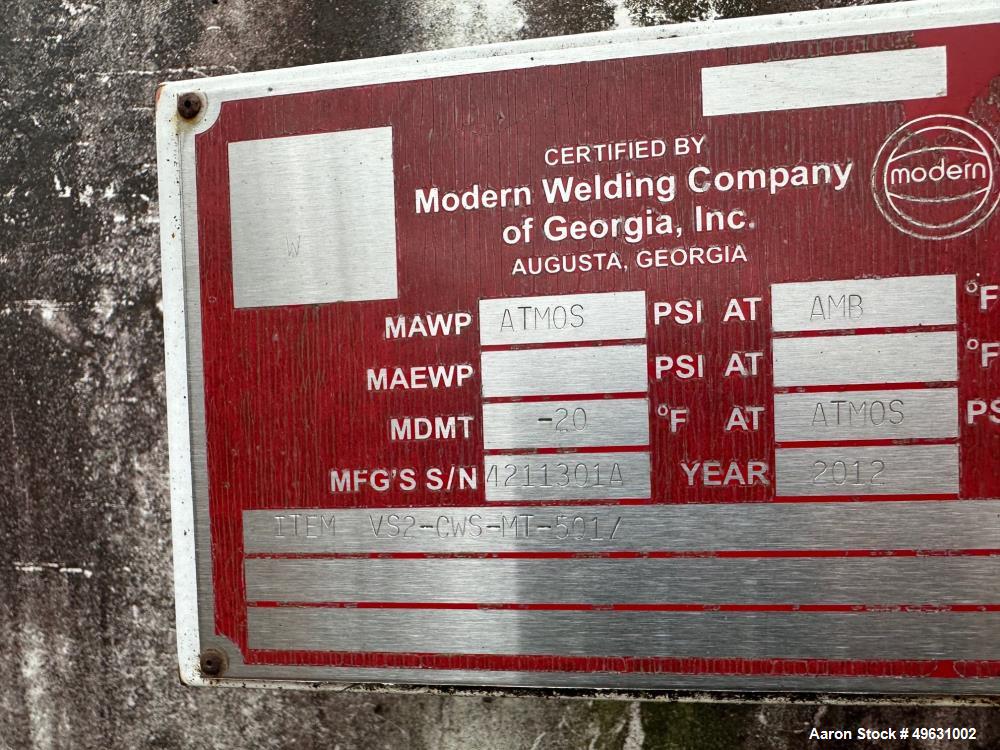 CERTIFIED BY
Modern Welding Company
of Georgia, Inc.
AUGUSTA, GEORGIA
modern
W
MAWP ATMOS PSI AT AMB °F
MAEWP PSI AT °F
MDMT -20 °F AT ATMOS PS
MFG'S S/N 4211301A YEAR 2012
ITEM VS2-CWS-MT-501/
Aaron Stock # 49631002